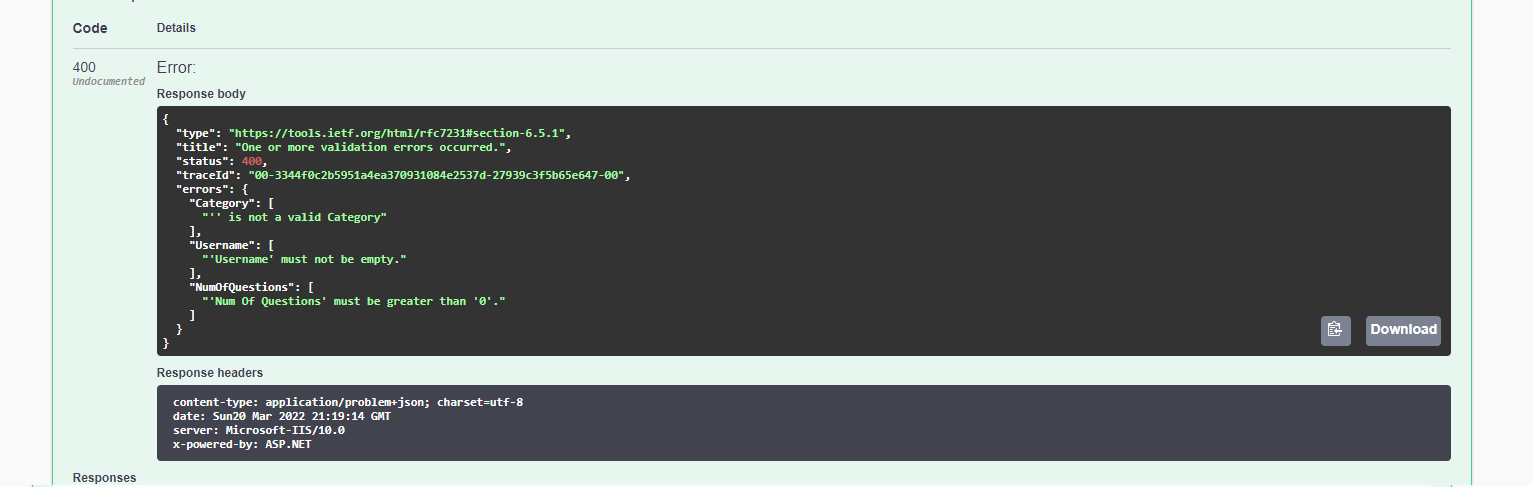 Code Details
400 Error:
Undocumented
Response body
{
"type": "https://tools.ietf.org/html/rfc7231#section-6.5.1",
"title": "One or more validation errors occurred.",
"status": 400,
"traceId": "00-3344f0c2b5951a4ea370931084e2537d-27939c3f5b65e647-00",
"errors": {
"Category": [
"'' is not a valid Category"
],
"Username": [
"'Username' must not be empty."
],
"NumOfQuestions": [
"'Num Of Questions' must be greater than '0'."
]
}
}
Download
Response headers
content-type: application/problem+json; charset=utf-8
date: Sun20 Mar 2022 21:19:14 GMT
server: Microsoft-IIS/10.0
x-powered-by: ASP.NET
Responses